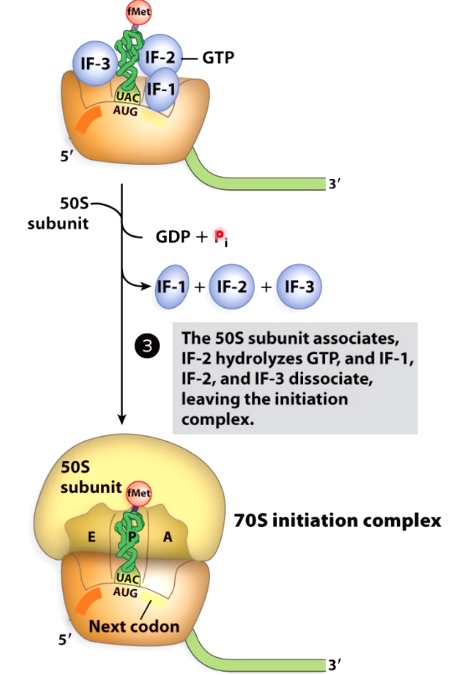 fMet
IF-3
IF-2
GTP
IF-1
UAC
AUG
5′
3′
50S
subunit
GDP + Pi
IF-1 + IF-2 + IF-3
3
The 50S subunit associates,
IF-2 hydrolyzes GTP, and IF-1,
IF-2, and IF-3 dissociate,
leaving the initiation
complex.
50S
subunit
fMet
70S initiation complex
E P A
UAC
AUG
Next codon
5′
3′